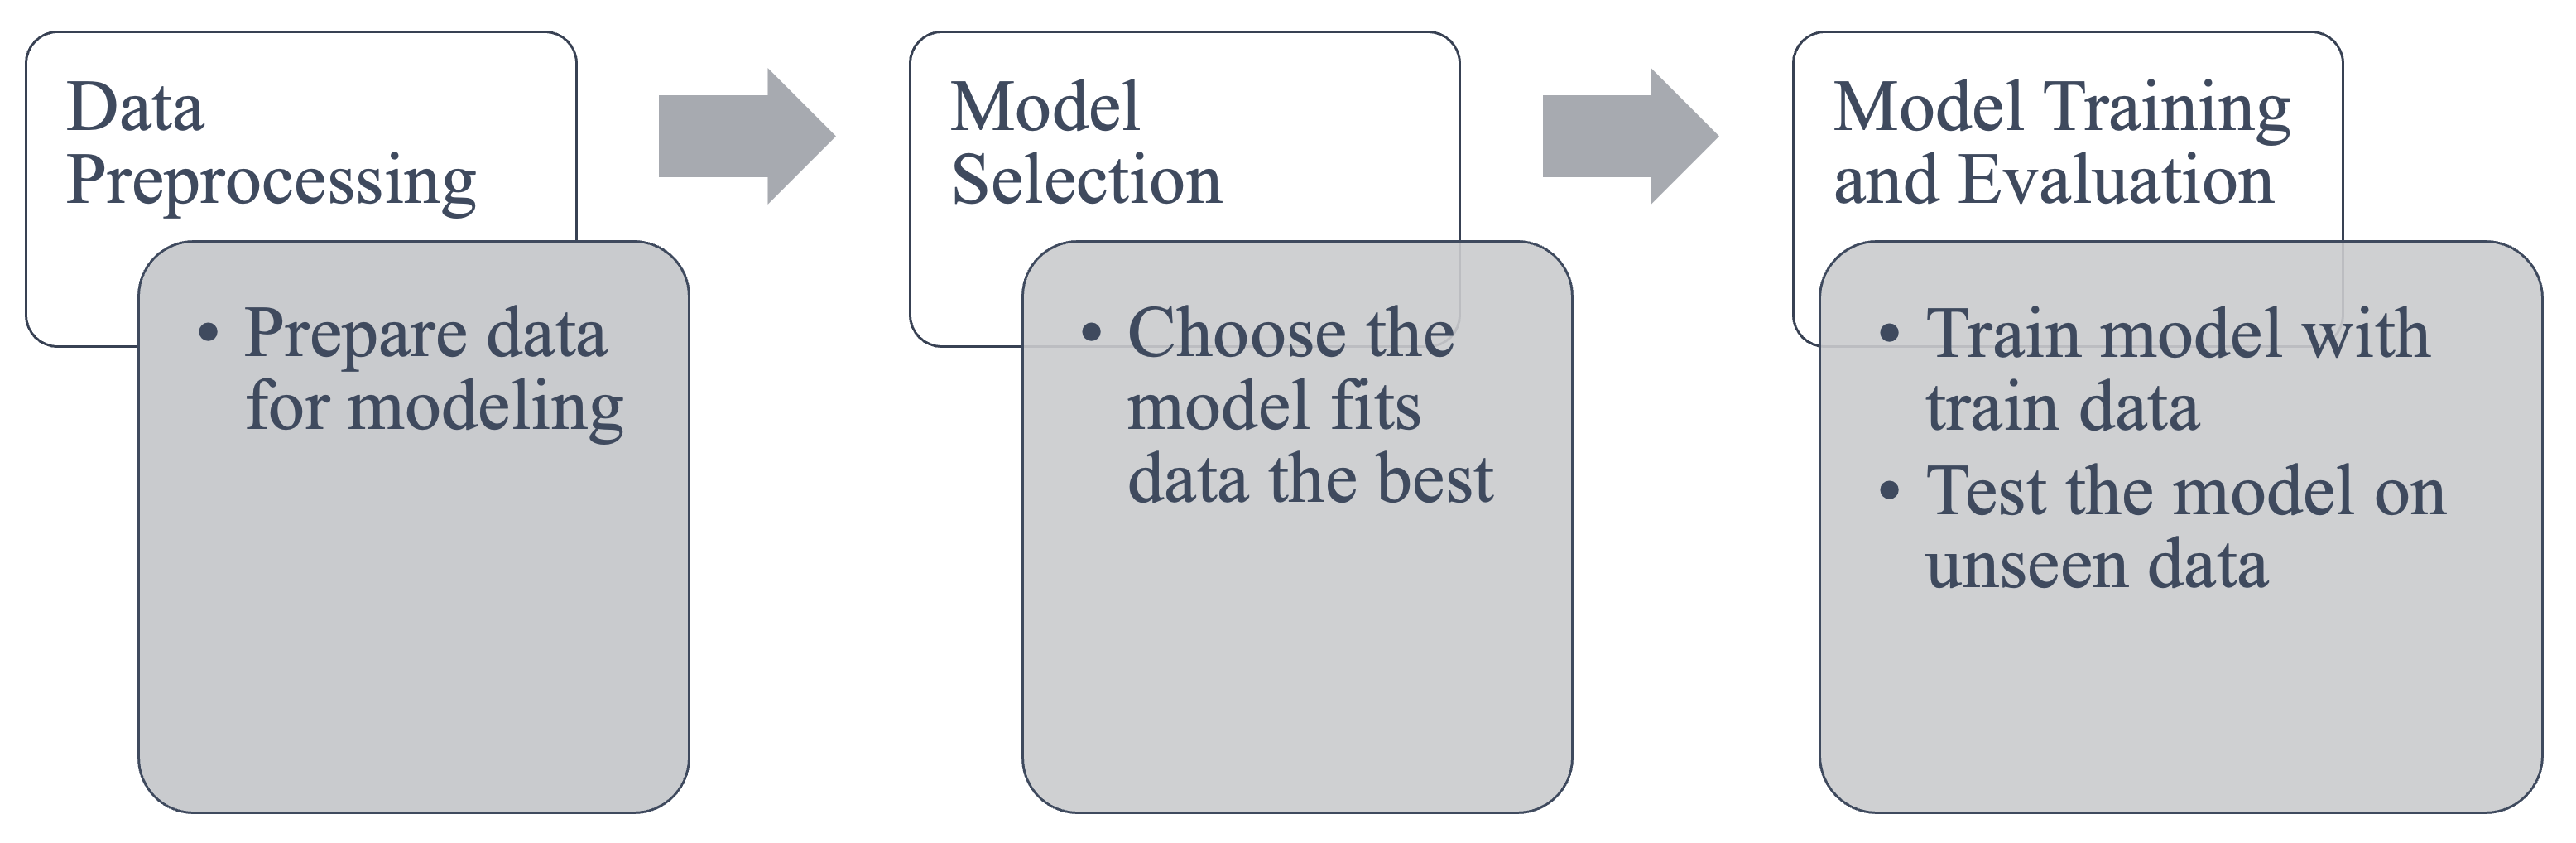 Data
Preprocessing
• Prepare data
for modeling
Model
Selection
• Choose the
model fits
data the best
Model Training
and Evaluation
• Train model with
train data
• Test the model on
unseen data